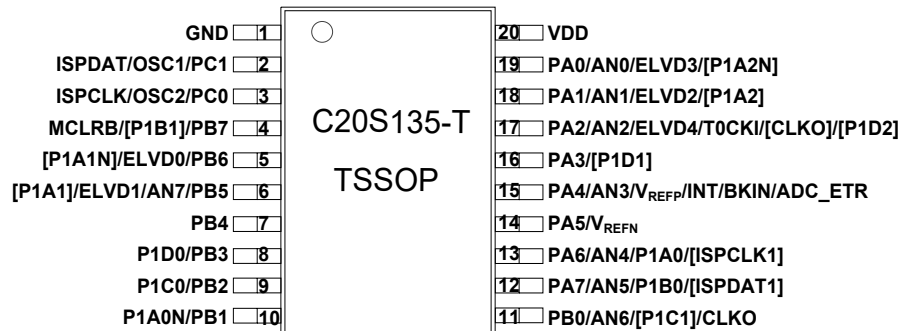 GND 1
ISPDAT/OSC1/PC1 2
ISPCLK/OSC2/PC0 3
MCLRB/[P1B1]/PB7 4
[P1A1N]/ELVD0/PB6 5
[P1A1]/ELVD1/AN7/PB5 6
PB4 7
P1D0/PB3 8
P1C0/PB2 9
P1A0N/PB1 10
C20S135-T
TSSOP
20 VDD
19 PA0/AN0/ELVD3/[P1A2N]
18 PA1/AN1/ELVD2/[P1A2]
17 PA2/AN2/ELVD4/T0CKI/[CLKO]/[P1D2]
16 PA3/[P1D1]
15 PA4/AN3/VREFP/INT/BKIN/ADC_ETR
14 PA5/VREFN
13 PA6/AN4/P1A0/[ISPCLK1]
12 PA7/AN5/P1B0/[ISPDAT1]
11 PB0/AN6/[P1C1]/CLKO